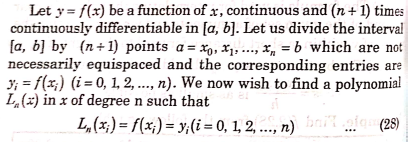 Let y = f(x) be a function of x, continuous and (n + 1) times
continuously differentiable in [a, b]. Let us divide the interval
[a, b] by (n+1) points a = x₀, x₁, ..., xₙ = b which are not
necessarily equispaced and the corresponding entries are
yᵢ = f(xᵢ) (i = 0, 1, 2, ..., n). We now wish to find a polynomial
Lₙ(x) in x of degree n such that
Lₙ(xᵢ) = f(xᵢ) = yᵢ (i = 0, 1, 2, ..., n) ... (28)